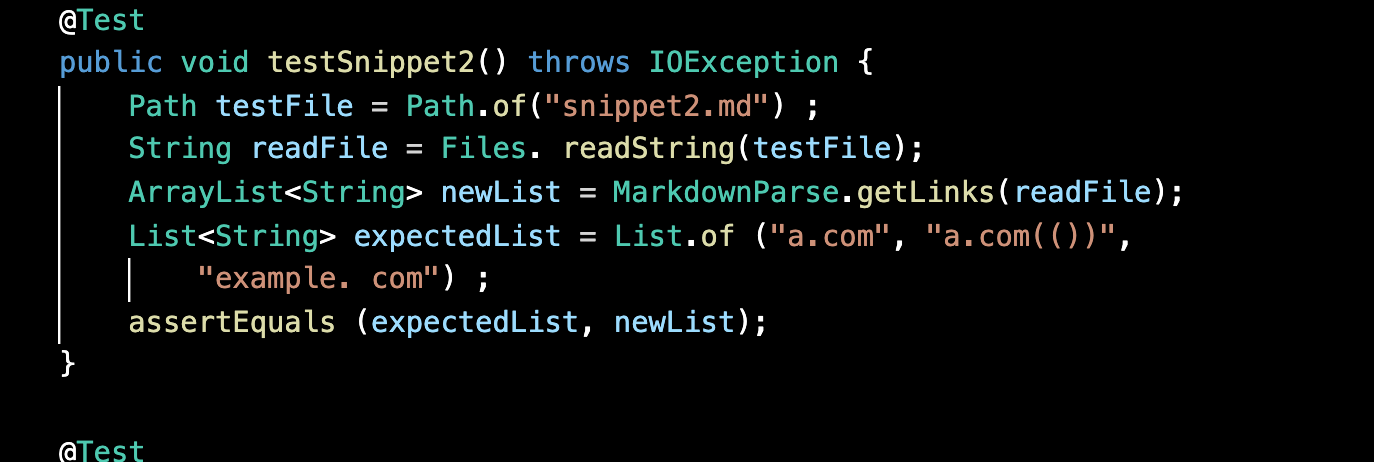 @Test
public void testSnippet2() throws IOException {
Path testFile = Path.of("snippet2.md") ;
String readFile = Files. readString(testFile);
ArrayList<String> newList = MarkdownParse.getLinks(readFile);
List<String> expectedList = List.of ("a.com", "a.com(())",
"example. com") ;
assertEquals (expectedList, newList);
}
@Test